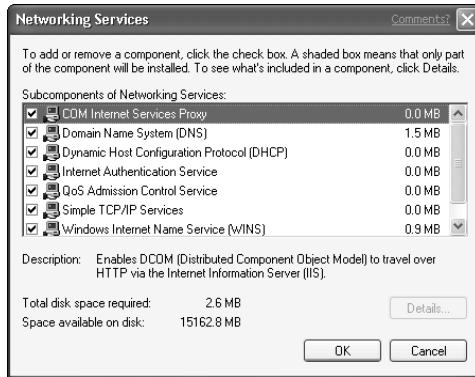 Networking Services
Comments?
To add or remove a component, click the check box. A shaded box means that only part
of the component will be installed. To see what's included in a component, click Details.
Subcomponents of Networking Services:
COM Internet Services Proxy 0.0 MB
Domain Name System (DNS) 1.5 MB
Dynamic Host Configuration Protocol (DHCP) 0.0 MB
Internet Authentication Service 0.0 MB
QoS Admission Control Service 0.0 MB
Simple TCP/IP Services 0.0 MB
Windows Internet Name Service (WINS) 0.9 MB
Description: Enables DCOM (Distributed Component Object Model) to travel over
HTTP via the Internet Information Server (IIS).
Total disk space required: 2.6 MB
Space available on disk: 15162.8 MB
Details...
OK
Cancel